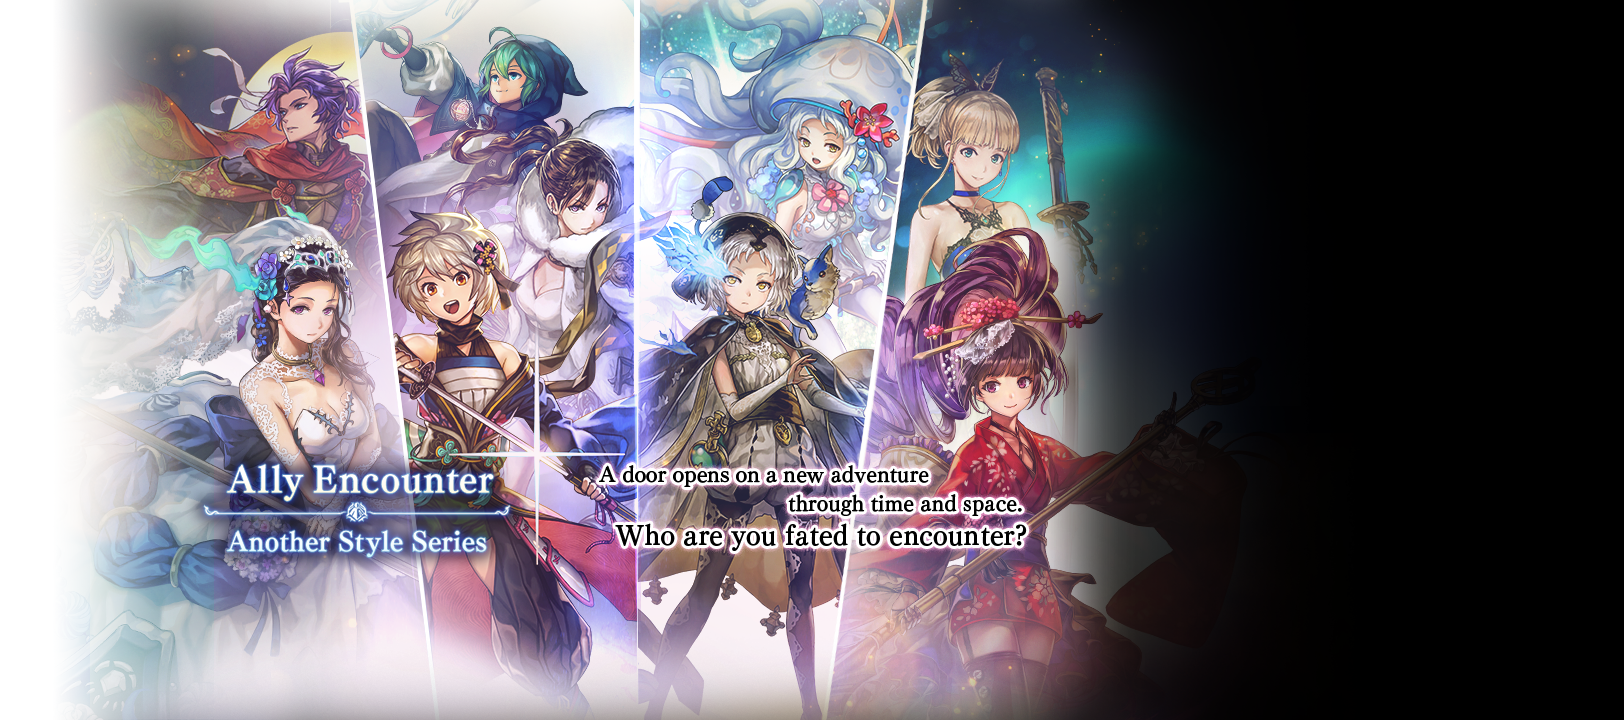 Ally Encounter
Another Style Series
A door opens on a new adventure
through time and space.
Who are you fated to encounter?